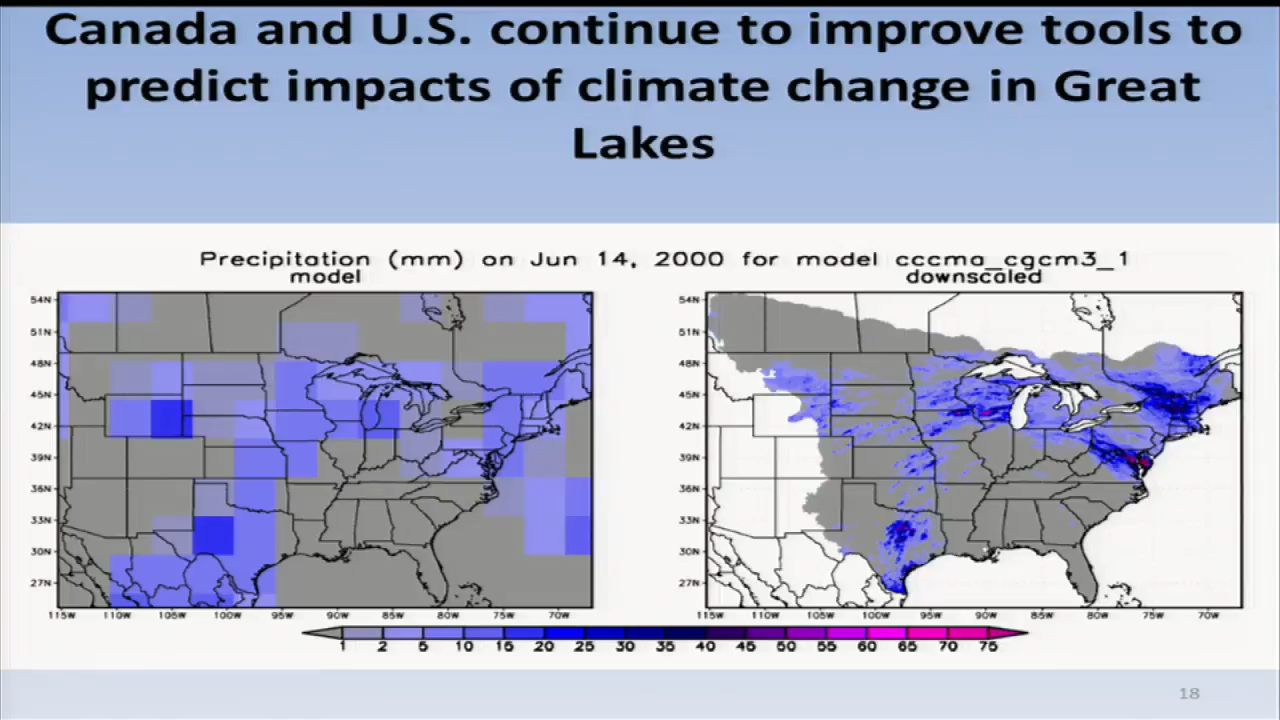 Canada and U.S. continue to improve tools to
predict impacts of climate change in Great
Lakes
Precipitation (mm) on Jun 14, 2000 for model cccma_cgcm3_1
model
downscaled
54N
51N
48N
45N
42N
39N
36N
33N
30N
27N
115W 110W 105W 100W 95W 90W 85W 80W 75W 70W
54N
51N
48N
45N
42N
39N
36N
33N
30N
27N
115W 110W 105W 100W 95W 90W 85W 80W 75W 70W
1 2 5 10 15 20 25 30 35 40 45 50 55 60 65 70 75
18